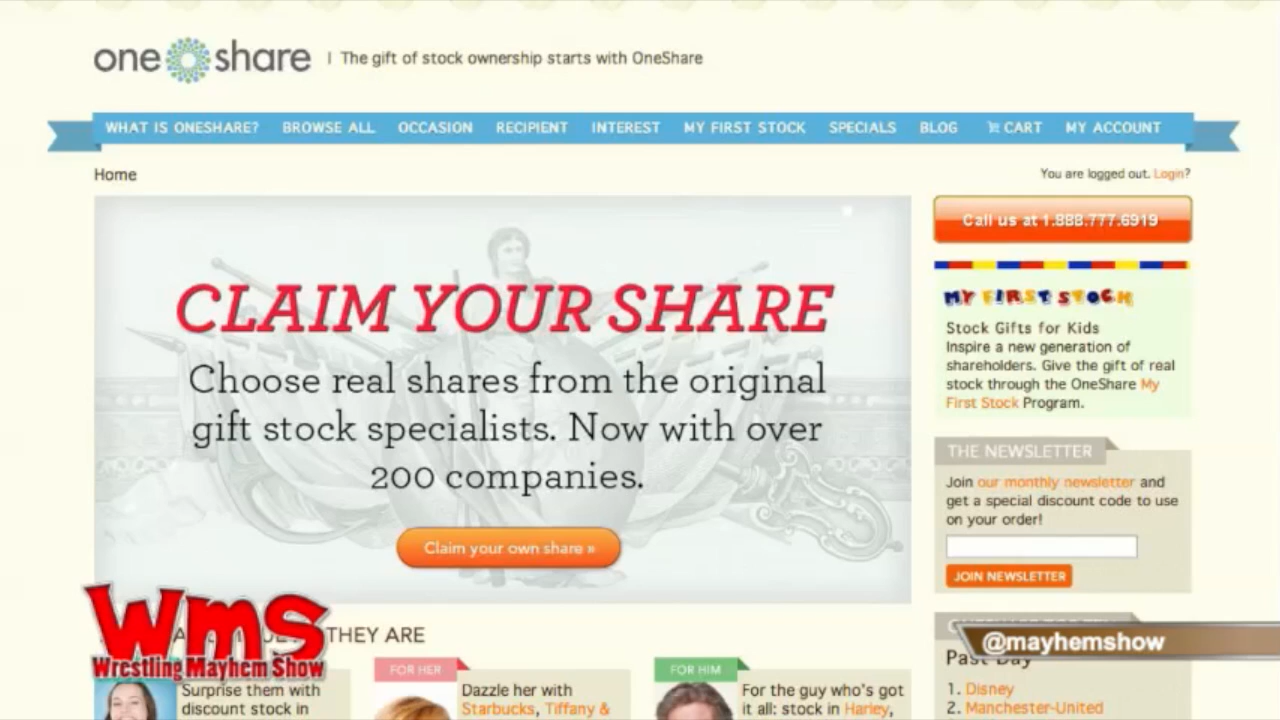 one share | The gift of stock ownership starts with OneShare
WHAT IS ONESHARE? BROWSE ALL OCCASION RECIPIENT INTEREST MY FIRST STOCK SPECIALS BLOG CART MY ACCOUNT
Home
You are logged out. Login?
CLAIM YOUR SHARE
Choose real shares from the original
gift stock specialists. Now with over
200 companies.
Claim your own share »
Call us at 1.888.777.6919
MY FIRST STOCK
Stock Gifts for Kids
Inspire a new generation of
shareholders. Give the gift of real
stock through the OneShare My
First Stock Program.
THE NEWSLETTER
Join our monthly newsletter and
get a special discount code to use
on your order!
JOIN NEWSLETTER
THEY ARE
Surprise them with
discount stock in
FOR HER
Dazzle her with
Starbucks, Tiffany &
FOR HIM
For the guy who's got
it all: stock in Harley,
Past Day
1. Disney
2. Manchester-United
WMS
Wrestling Mayhem Show
@mayhemshow